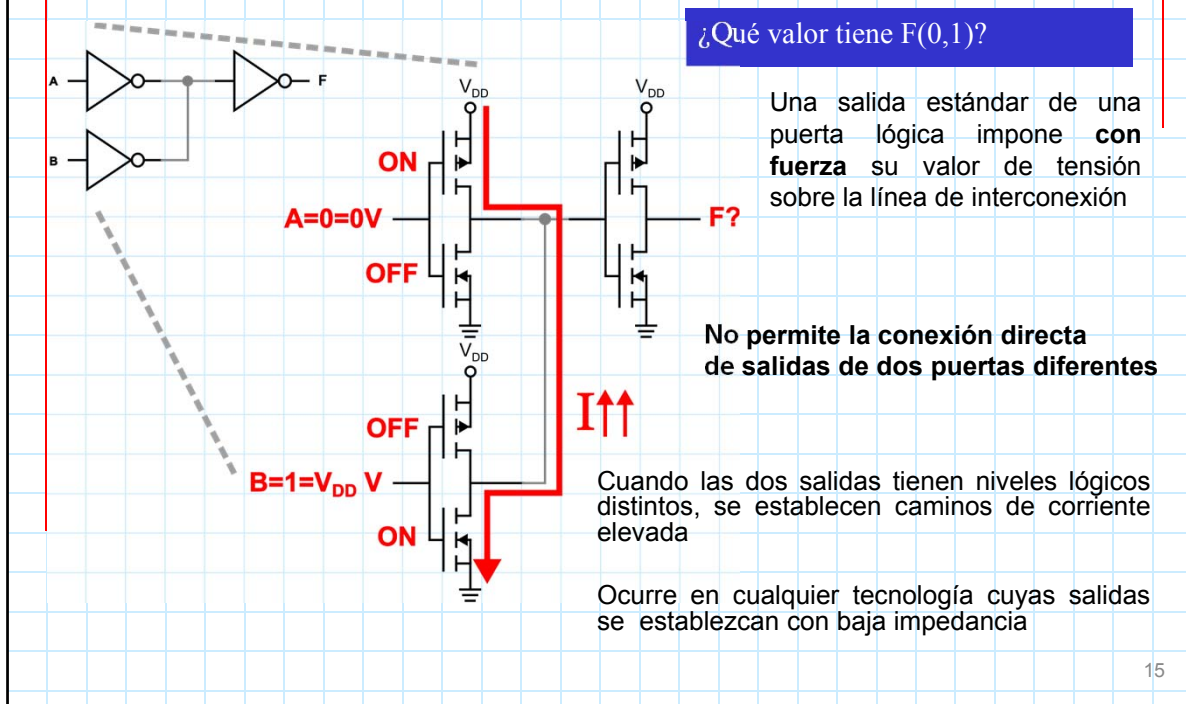 ¿Qué valor tiene F(0,1)?
A
F
B
V_DD
V_DD
Una salida estándar de una
puerta lógica impone con
fuerza su valor de tensión
sobre la línea de interconexión
ON
A=0=0V
F?
OFF
V_DD
No permite la conexión directa
de salidas de dos puertas diferentes
OFF
I↑↑
B=1=V_DD V
ON
Cuando las dos salidas tienen niveles lógicos
distintos, se establecen caminos de corriente
elevada
Ocurre en cualquier tecnología cuyas salidas
se establezcan con baja impedancia
15